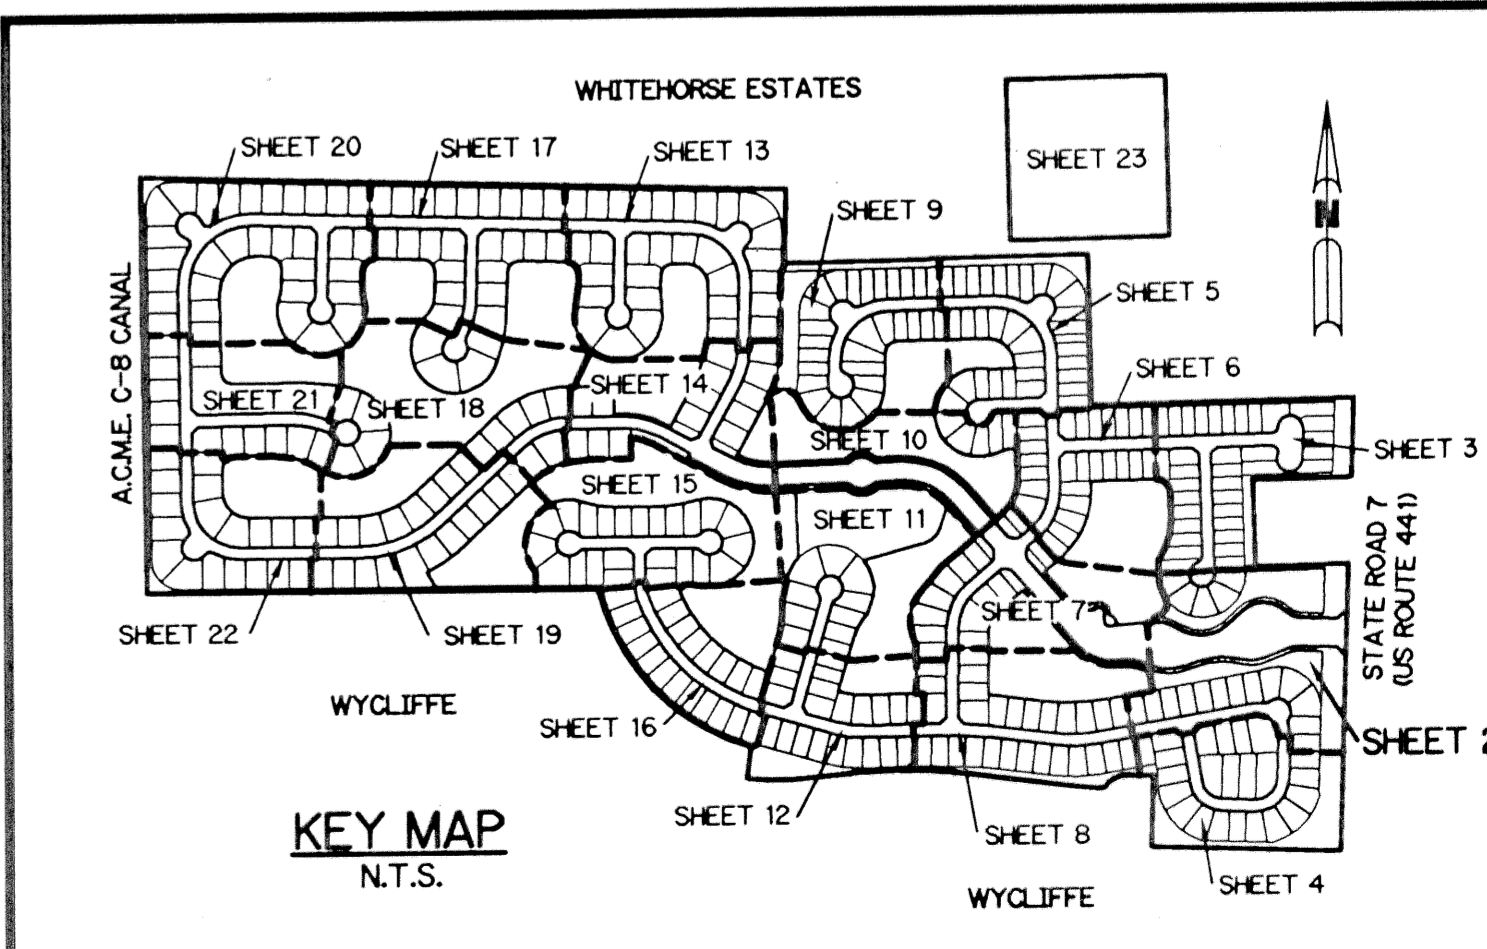 WHITEHORSE ESTATES
SHEET 20
SHEET 17
SHEET 13
SHEET 23
SHEET 9
N
SHEET 5
A.C.M.E. C-8 CANAL
SHEET 6
SHEET 14
SHEET 21
SHEET 18
SHEET 10
SHEET 3
SHEET 15
SHEET 11
STATE ROAD 7
(US ROUTE 441)
SHEET 7
SHEET 22
SHEET 19
WYCLIFFE
SHEET 16
SHEET 2
SHEET 12
SHEET 8
KEY MAP
N.T.S.
SHEET 4
WYCLIFFE